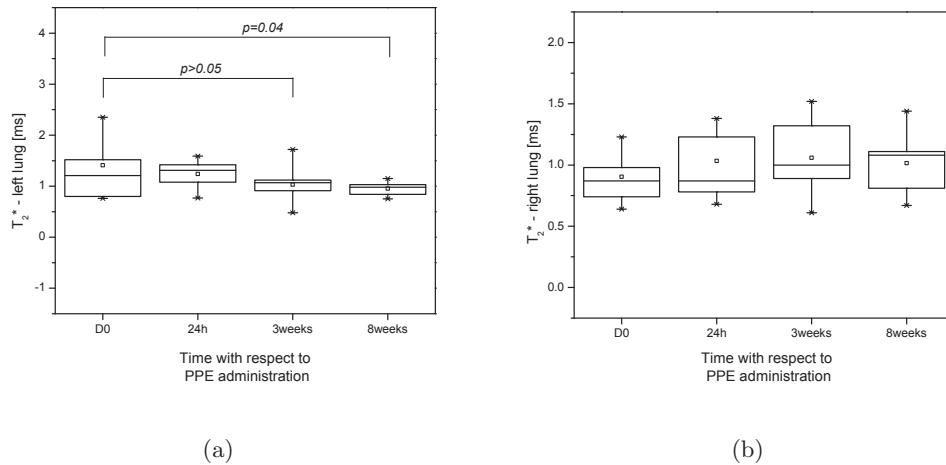 4
3
2
1
0
-1
T2* - left lung [ms]
p=0.04
p>0.05
D0 24h 3weeks 8weeks
Time with respect to
PPE administration
(a)
2.0
1.5
1.0
0.5
0.0
T2* - right lung [ms]
D0 24h 3weeks 8weeks
Time with respect to
PPE administration
(b)